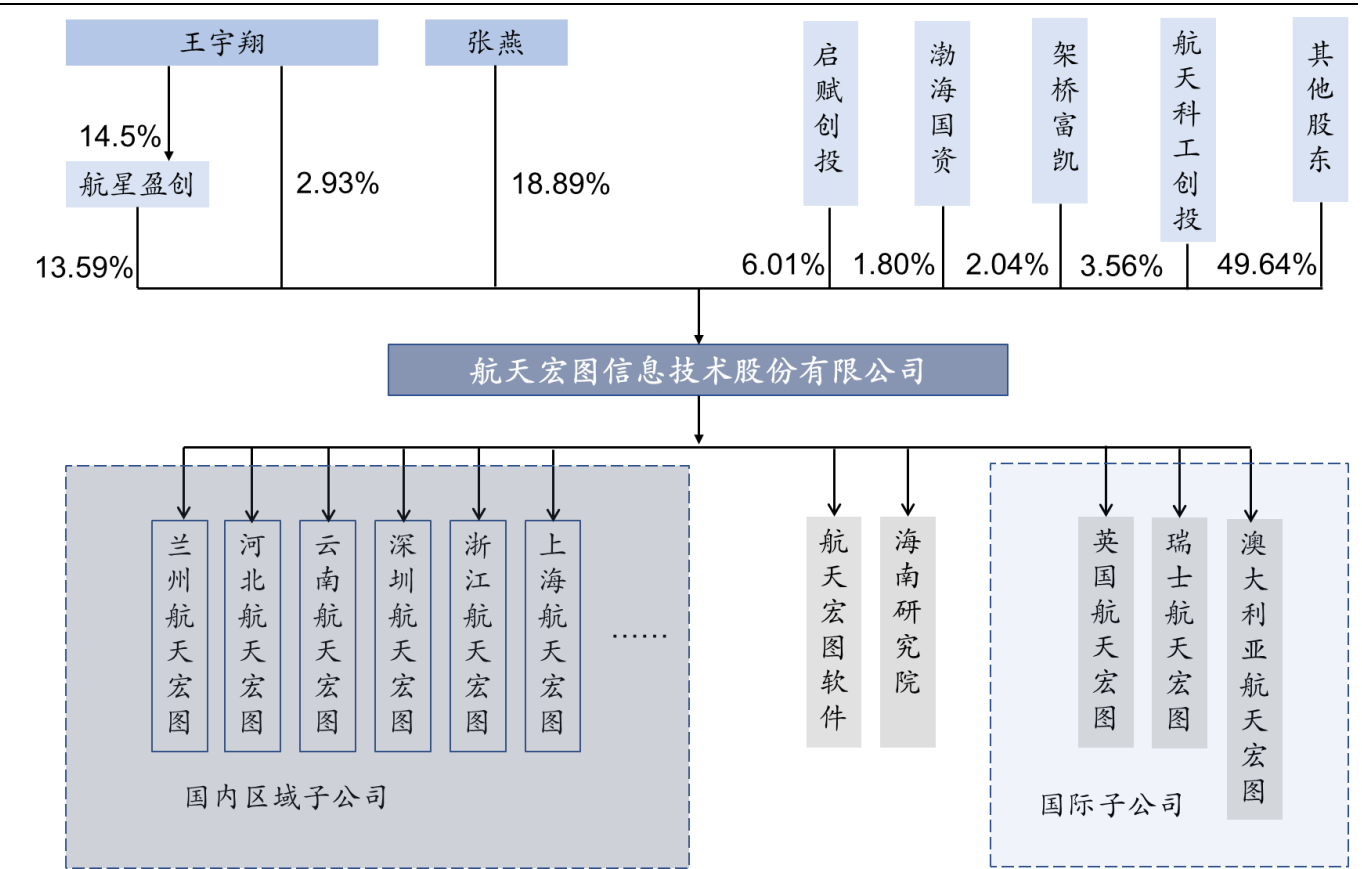 王宇翔
张燕
启赋创投
渤海国资
架桥富凯
航天科工创投
其他股东
14.5%
航星盈创
2.93%
18.89%
13.59%
6.01%
1.80%
2.04%
3.56%
49.64%
航天宏图信息技术股份有限公司
兰州航天宏图
河北航天宏图
云南航天宏图
深圳航天宏图
浙江航天宏图
上海航天宏图
……
航天宏图软件
海南研究院
英国航天宏图
瑞士航天宏图
澳大利亚航天宏图
国内区域子公司
国际子公司